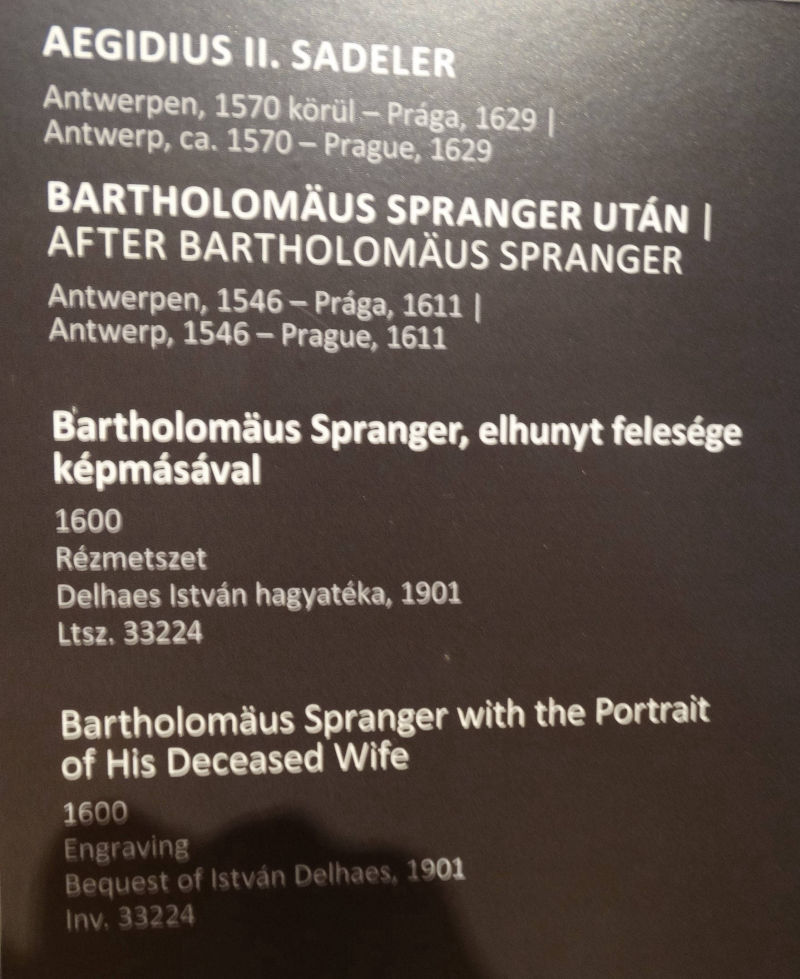 AEGIDIUS II. SADELER
Antwerpen, 1570 körül – Prága, 1629 |
Antwerp, ca. 1570 – Prague, 1629
BARTHOLOMÄUS SPRANGER UTÁN |
AFTER BARTHOLOMÄUS SPRANGER
Antwerpen, 1546 – Prága, 1611 |
Antwerp, 1546 – Prague, 1611
Bartholomäus Spranger, elhunyt felesége
képmásával
1600
Rézmetszet
Delhaes István hagyatéka, 1901
Ltsz. 33224
Bartholomäus Spranger with the Portrait
of His Deceased Wife
1600
Engraving
Bequest of István Delhaes, 1901
Inv. 33224